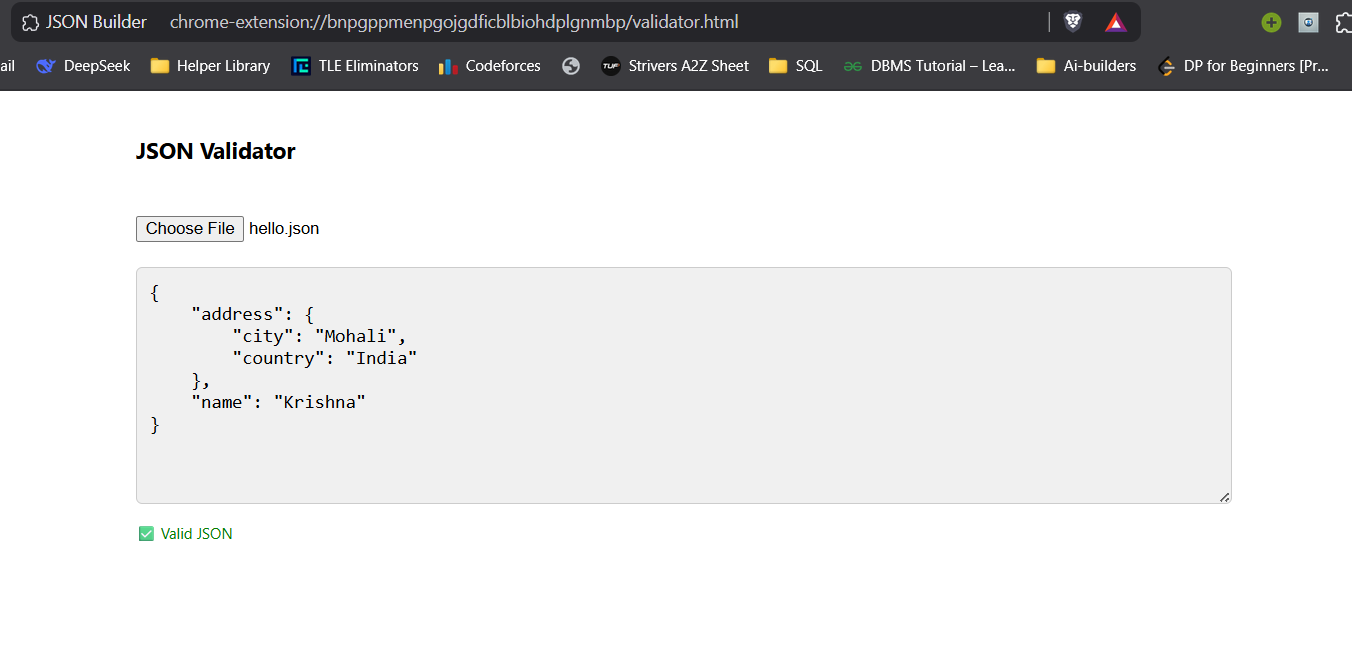 JSON Builder chrome-extension://bnpgppmenpgojgdficblbiohdplgnmbp/validator.html
ail DeepSeek Helper Library TLE Eliminators Codeforces TUF Strivers A2Z Sheet SQL DBMS Tutorial – Lea... Ai-builders DP for Beginners [Pr...
JSON Validator
Choose File hello.json
{
    "address": {
        "city": "Mohali",
        "country": "India"
    },
    "name": "Krishna"
}
Valid JSON